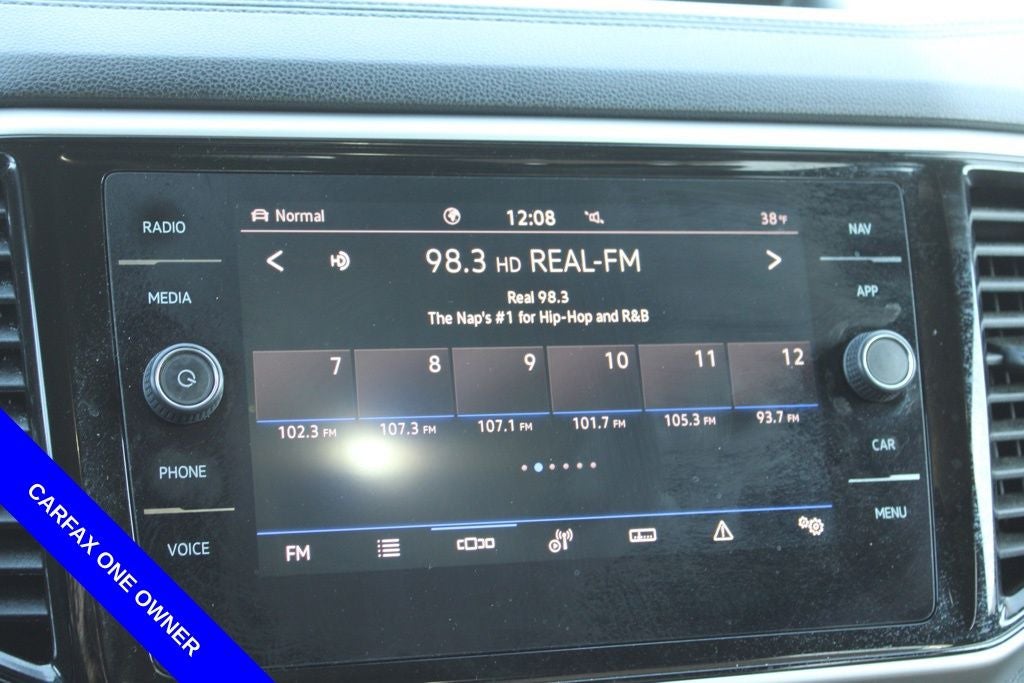 RADIO
MEDIA
PHONE
VOICE
Normal
12:08
38°F
98.3 HD REAL-FM
Real 98.3
The Nap's #1 for Hip-Hop and R&B
7 8 9 10 11 12
102.3 FM 107.3 FM 107.1 FM 101.7 FM 105.3 FM 93.7 FM
FM
NAV
APP
CAR
MENU
CARFAX ONE OWNER